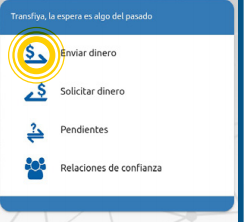 Transfiya, la espera es algo del pasado
Enviar dinero
Solicitar dinero
Pendientes
Relaciones de confianza